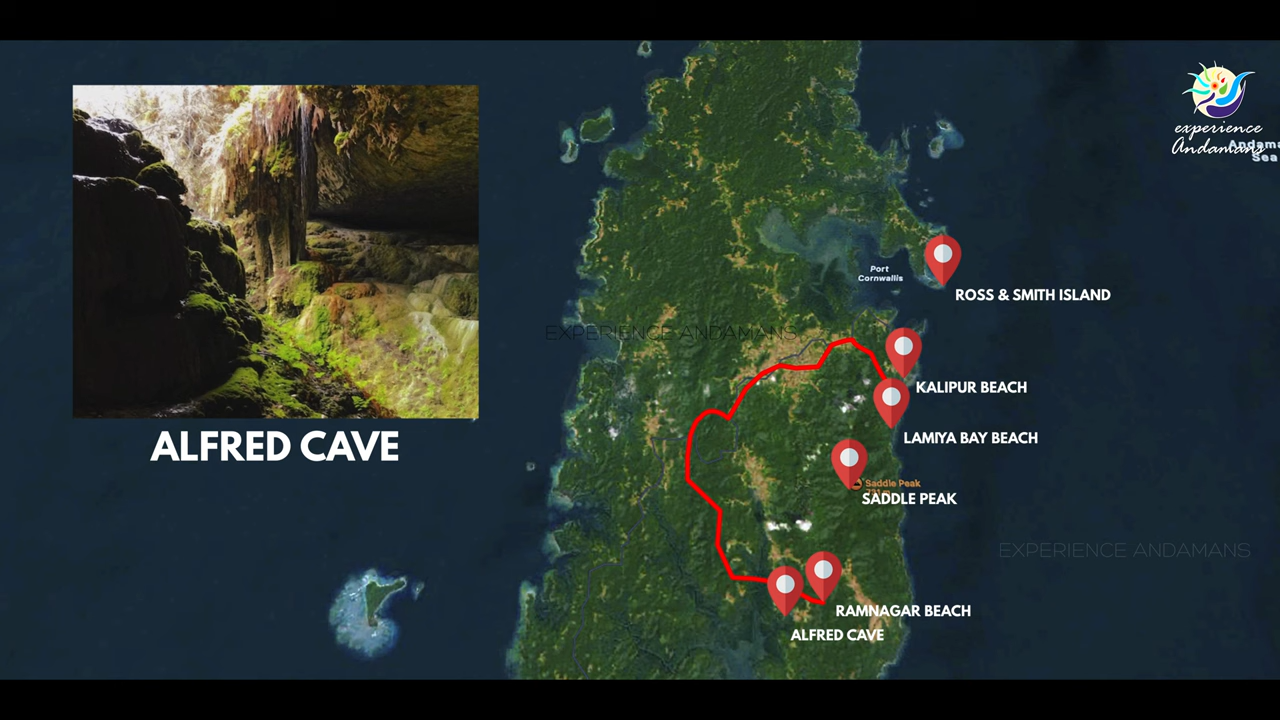 experience
Andamans
Sea
Port
Cornwallis
ROSS & SMITH ISLAND
EXPERIENCE ANDAMANS
KALIPUR BEACH
LAMIYA BAY BEACH
ALFRED CAVE
Saddle Peak
SADDLE PEAK
EXPERIENCE ANDAMANS
RAMNAGAR BEACH
ALFRED CAVE